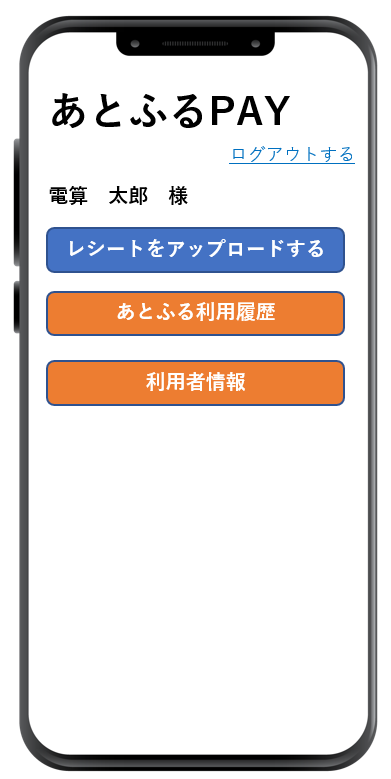 あとふるPAY
ログアウトする
電算　太郎　様
レシートをアップロードする
あとふる利用履歴
利用者情報